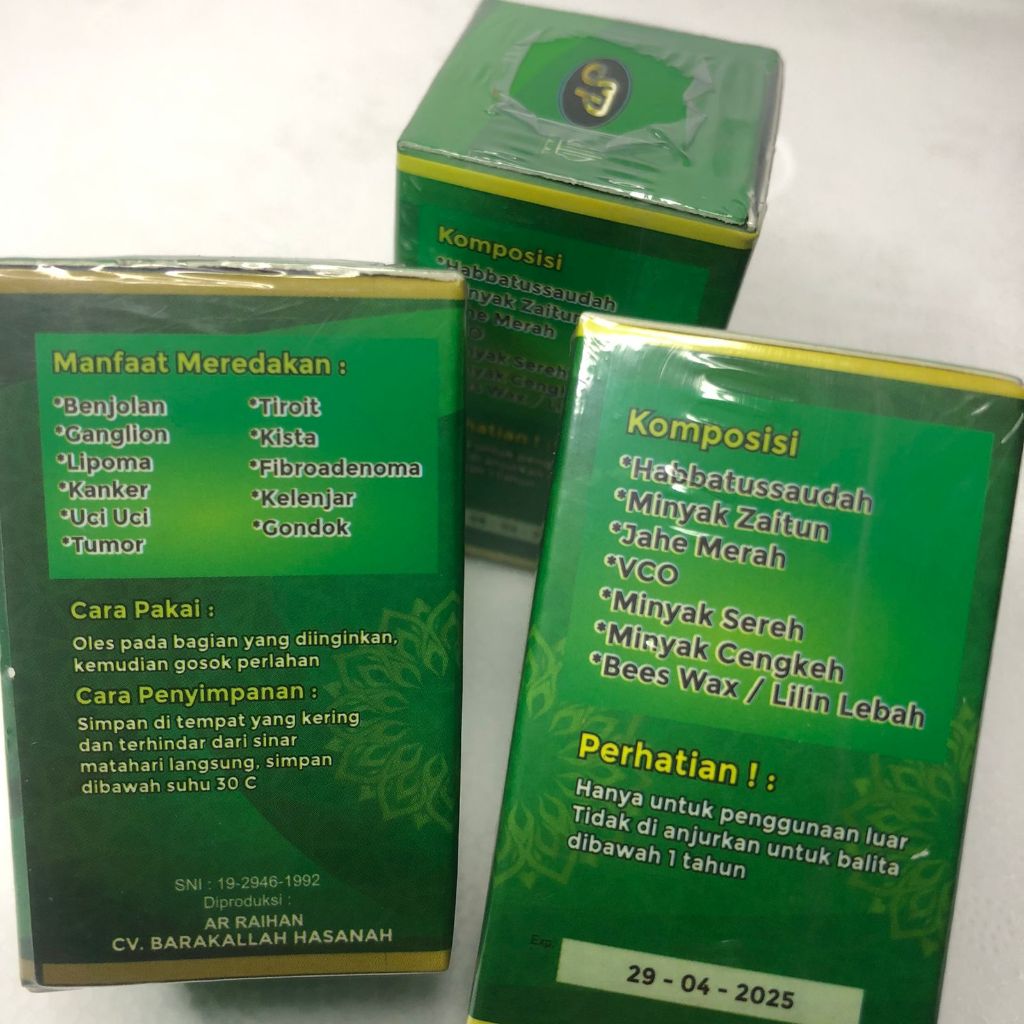 Komposisi
*Habbatussaudah
Minyak Zaitun
Jahe Merah
Manfaat Meredakan :
*Benjolan
*Ganglion
*Lipoma
*Kanker
*Uci Uci
*Tumor
*Tiroit
*Kista
*Fibroadenoma
*Kelenjar
*Gondok
Cara Pakai :
Oles pada bagian yang diinginkan,
kemudian gosok perlahan
Cara Penyimpanan :
Simpan di tempat yang kering
dan terhindar dari sinar
matahari langsung, simpan
dibawah suhu 30 C
SNI : 19-2946-1992
Diproduksi :
AR RAIHAN
CV. BARAKALLAH HASANAH
Komposisi
*Habbatussaudah
*Minyak Zaitun
*Jahe Merah
*VCO
*Minyak Sereh
*Minyak Cengkeh
*Bees Wax / Lilin Lebah
Perhatian ! :
Hanya untuk penggunaan luar
Tidak di anjurkan untuk balita
dibawah 1 tahun
Exp.
29 - 04 - 2025